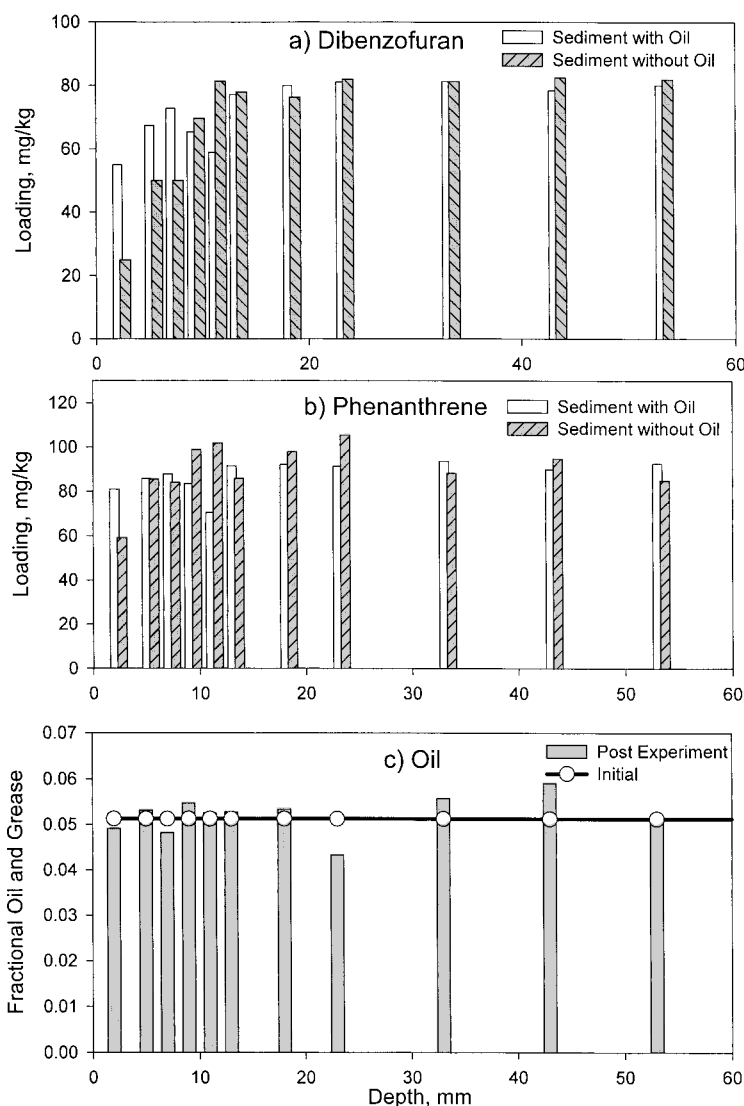 a) Dibenzofuran
Sediment with Oil
Sediment without Oil
Loading, mg/kg
100
80
60
40
20
0
0 20 40 60
b) Phenanthrene
Sediment with Oil
Sediment without Oil
Loading, mg/kg
120
100
80
60
40
20
0
0 10 20 30 40 50 60
c) Oil
Post Experiment
Initial
Fractional Oil and Grease
0.07
0.06
0.05
0.04
0.03
0.02
0.01
0.00
0 10 20 30 40 50 60
Depth, mm